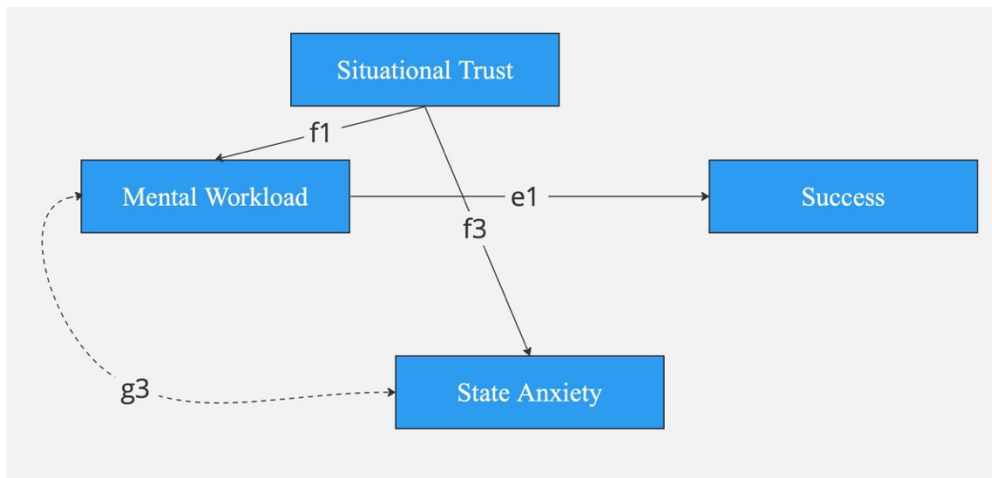 Situational Trust
f1
Mental Workload
e1
Success
f3
State Anxiety
g3